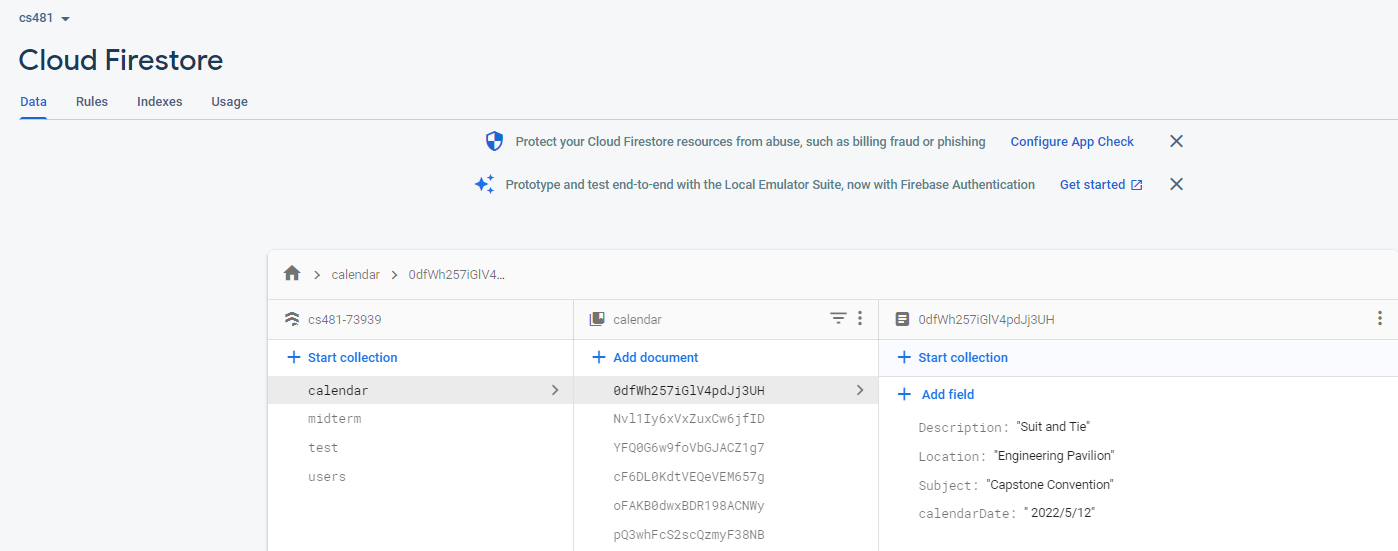 cs481
Cloud Firestore
Data Rules Indexes Usage
Protect your Cloud Firestore resources from abuse, such as billing fraud or phishing Configure App Check
Prototype and test end-to-end with the Local Emulator Suite, now with Firebase Authentication Get started
calendar 0dfWh257iGlV4...
cs481-73939 calendar 0dfWh257iGlV4pdJj3UH
Start collection Add document Start collection
calendar 0dfWh257iGlV4pdJj3UH Add field
midterm Nvl1Iy6xVxZuxCw6jfID Description: "Suit and Tie"
test YFQ0G6w9foVbGJACZ1g7 Location: "Engineering Pavilion"
users cF6DL0KdtVEQeVEM657g Subject: "Capstone Convention"
oFAKB0dwxBDR198ACNWy calendarDate: " 2022/5/12"
pQ3whFcS2scQzmyF38NB